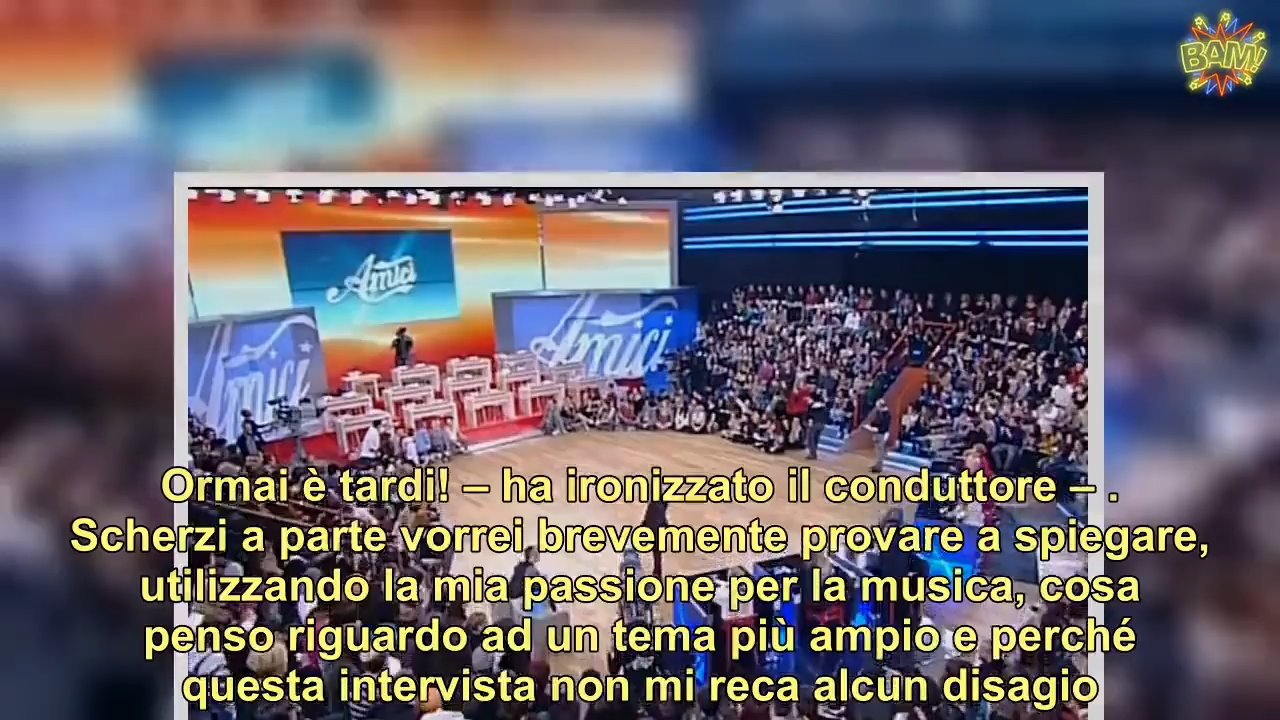 BAM!
Amici
Amici
Amici
Ormai è tardi! – ha ironizzato il conduttore – .
Scherzi a parte vorrei brevemente provare a spiegare,
utilizzando la mia passione per la musica, cosa
penso riguardo ad un tema più ampio e perché
questa intervista non mi reca alcun disagio